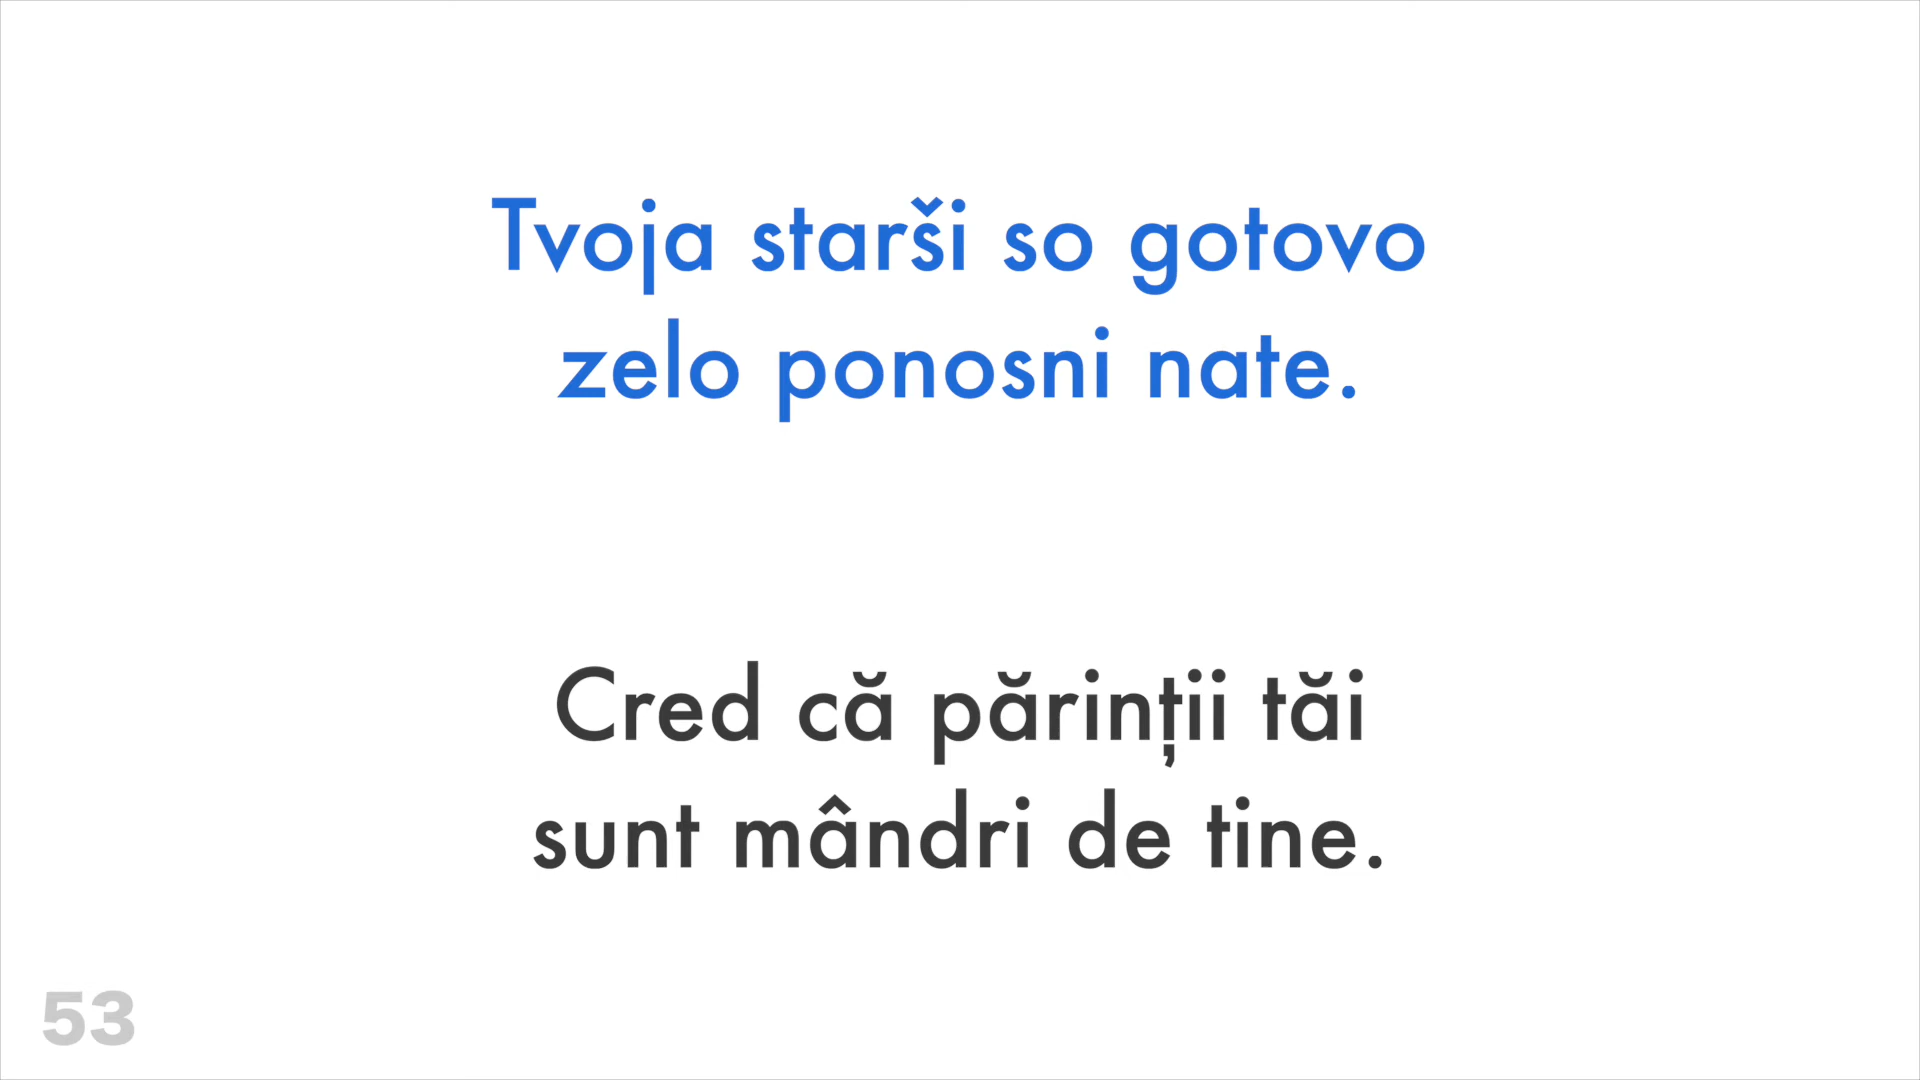 Tvoja starši so gotovo
zelo ponosni nate.
Cred că părinții tăi
sunt mândri de tine.
53